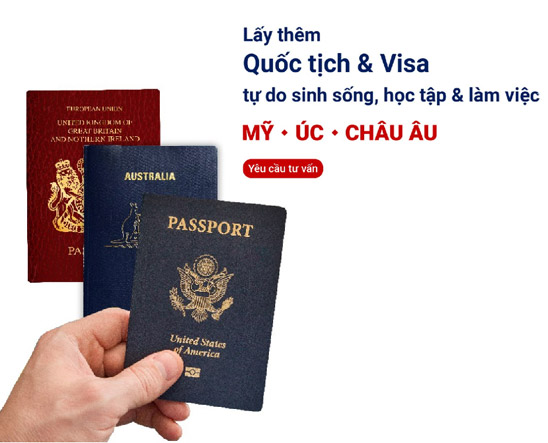 Lấy thêm
Quốc tịch & Visa
tự do sinh sống, học tập & làm việc
MỸ • ÚC • CHÂU ÂU
Yêu cầu tư vấn
EUROPEAN UNION
UNITED KINGDOM OF
GREAT BRITAIN
AND NORTHERN IRELAND
PA
AUSTRALIA
PASSPORT
United States
of America